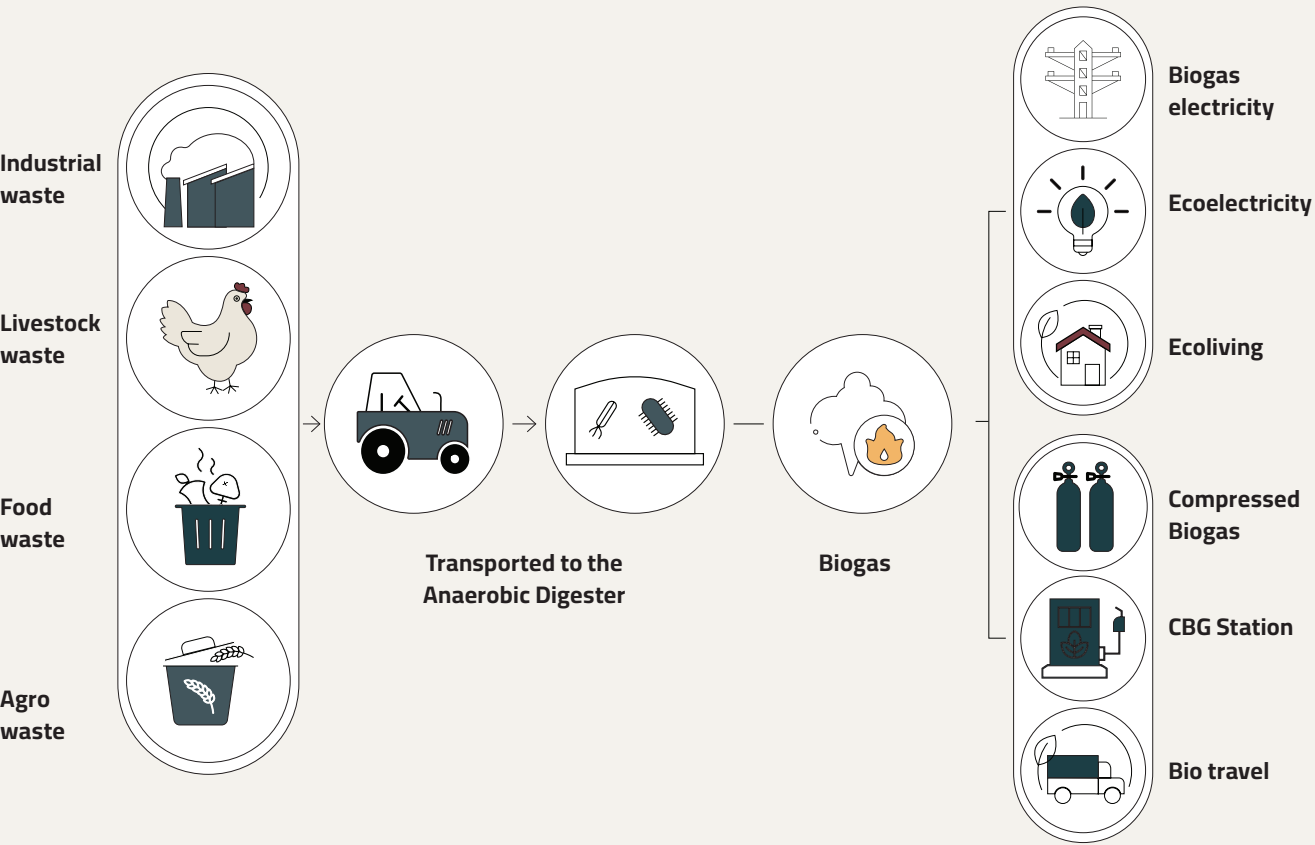 Industrial
waste
Livestock
waste
Food
waste
Agro
waste
Transported to the
Anaerobic Digester
Biogas
Biogas
electricity
Ecoelectricity
Ecoliving
Compressed
Biogas
CBG Station
Bio travel